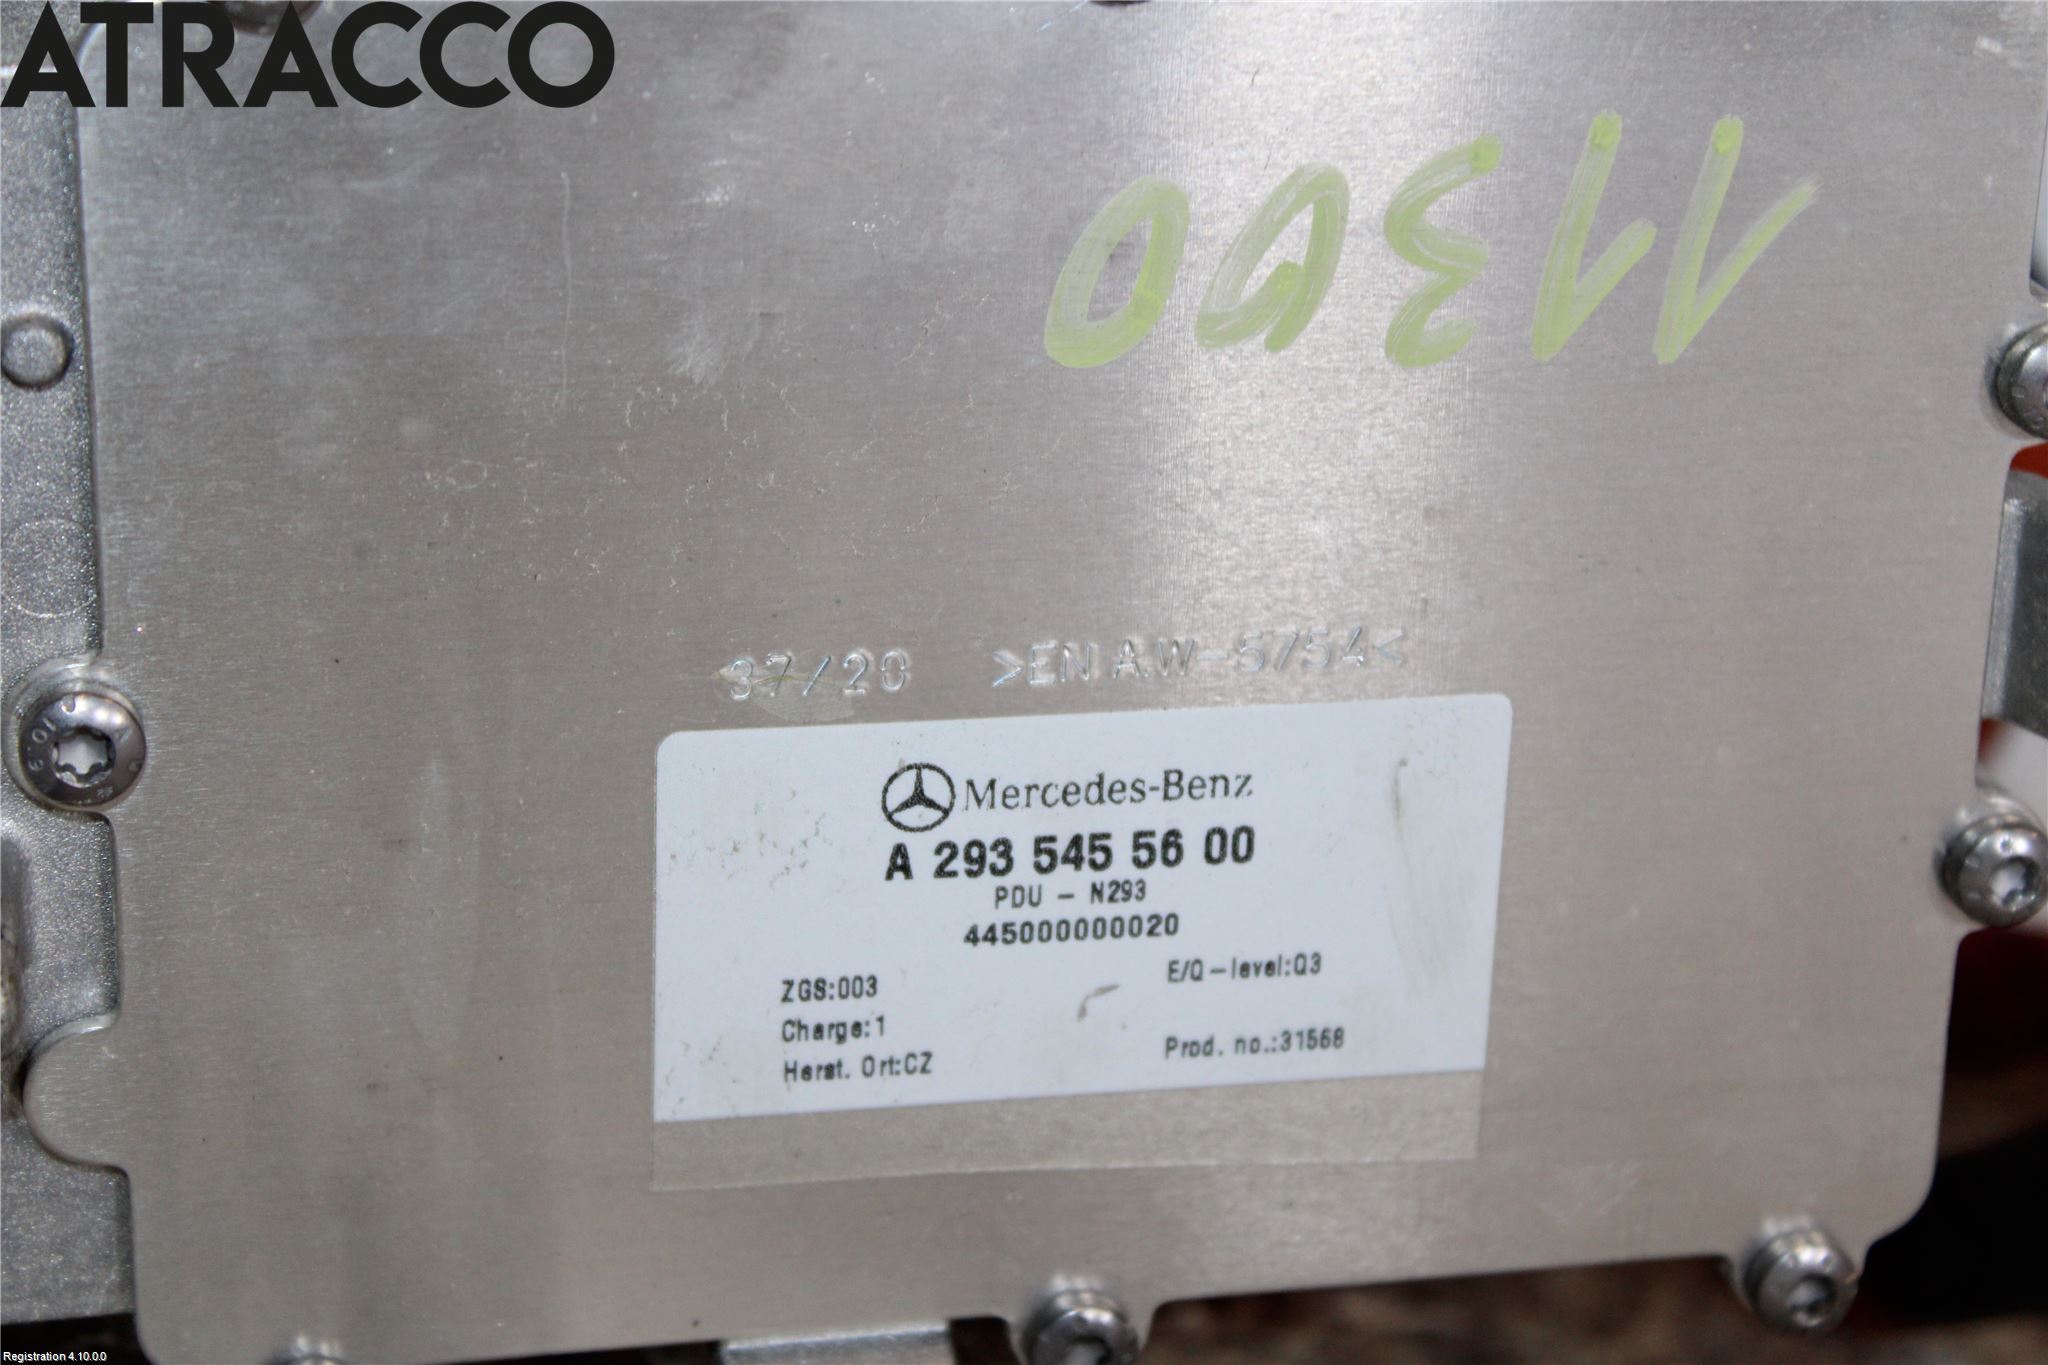 ATRACCO
11300
37/20 >EN AW-5754<
Mercedes-Benz
A 293 545 56 00
PDU - N293
445000000020
ZGS:003 E/Q-level:Q3
Charge:1
Herst. Ort:CZ Prod. no.:31568
Registration 4.10.0.0